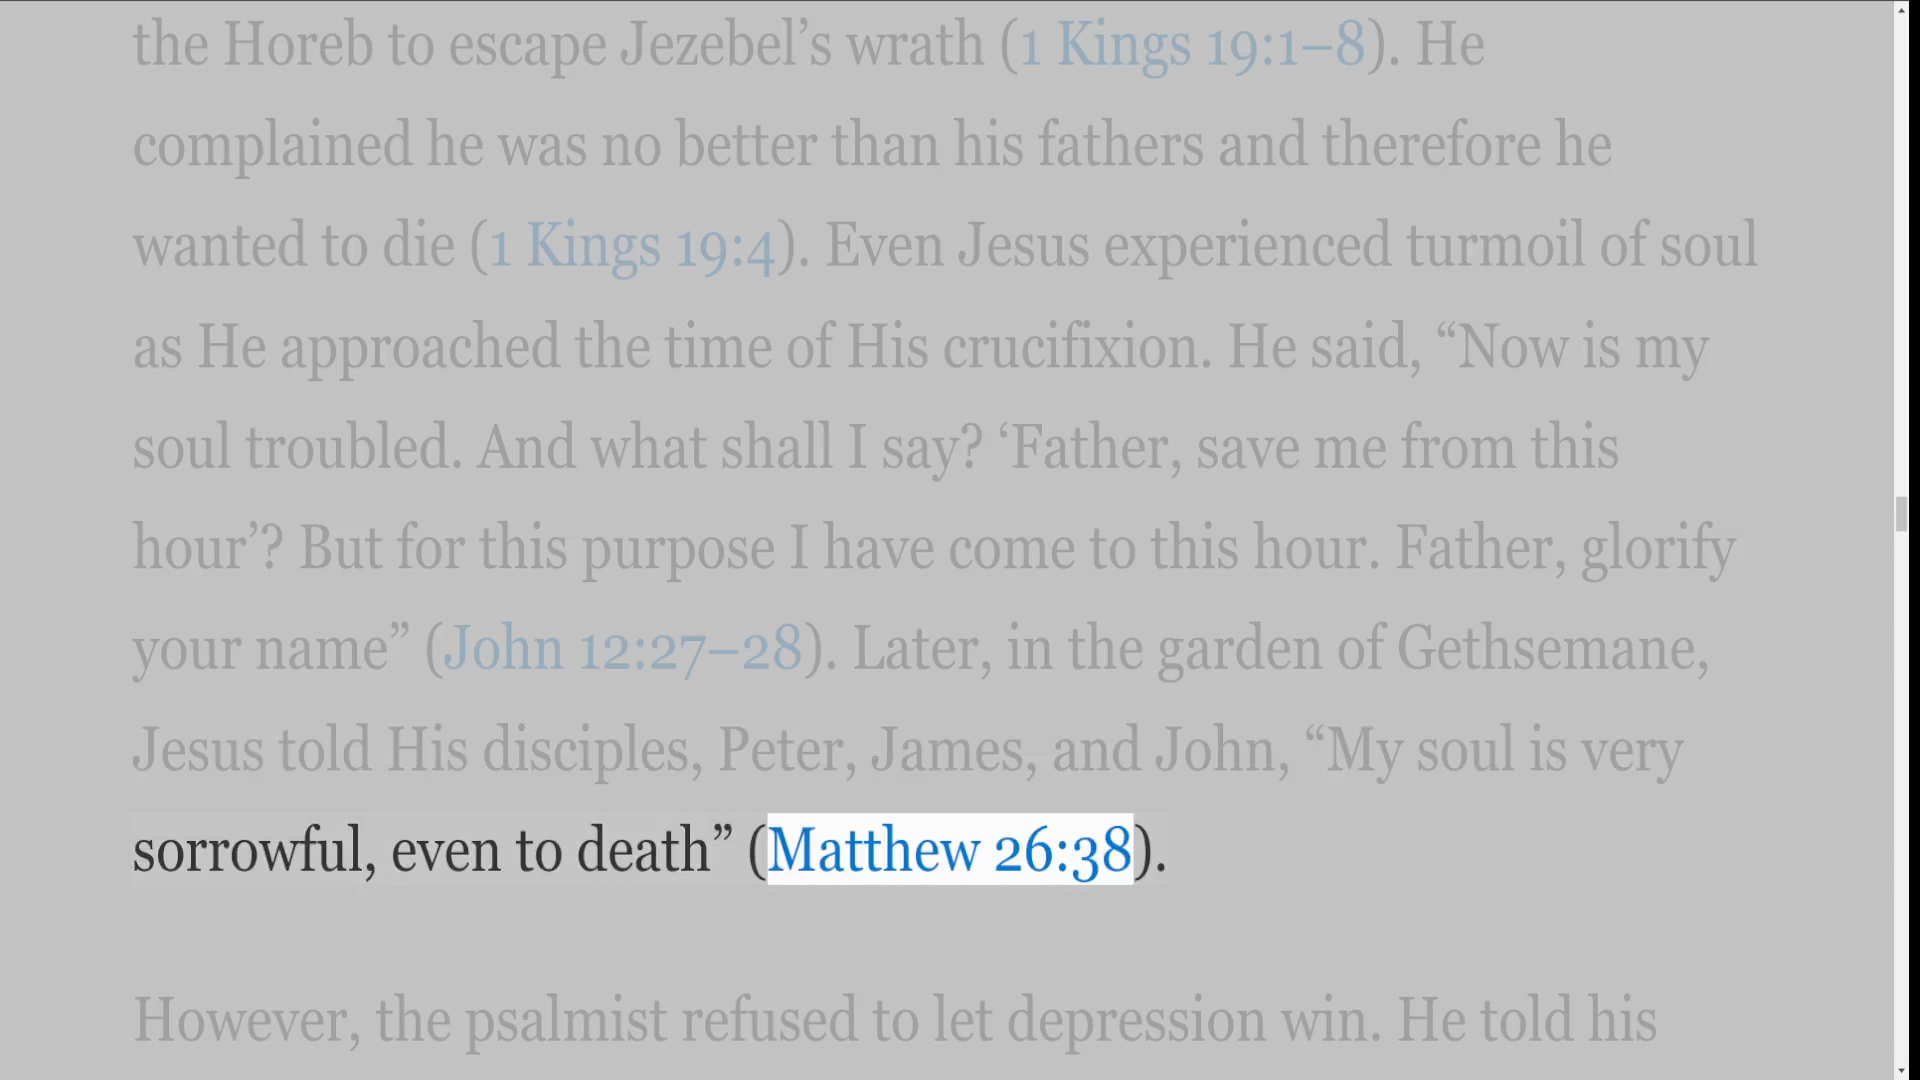 the Horeb to escape Jezebel’s wrath (1 Kings 19:1–8). He
complained he was no better than his fathers and therefore he
wanted to die (1 Kings 19:4). Even Jesus experienced turmoil of soul
as He approached the time of His crucifixion. He said, “Now is my
soul troubled. And what shall I say? ‘Father, save me from this
hour’? But for this purpose I have come to this hour. Father, glorify
your name” (John 12:27–28). Later, in the garden of Gethsemane,
Jesus told His disciples, Peter, James, and John, “My soul is very
sorrowful, even to death” (Matthew 26:38).
However, the psalmist refused to let depression win. He told his